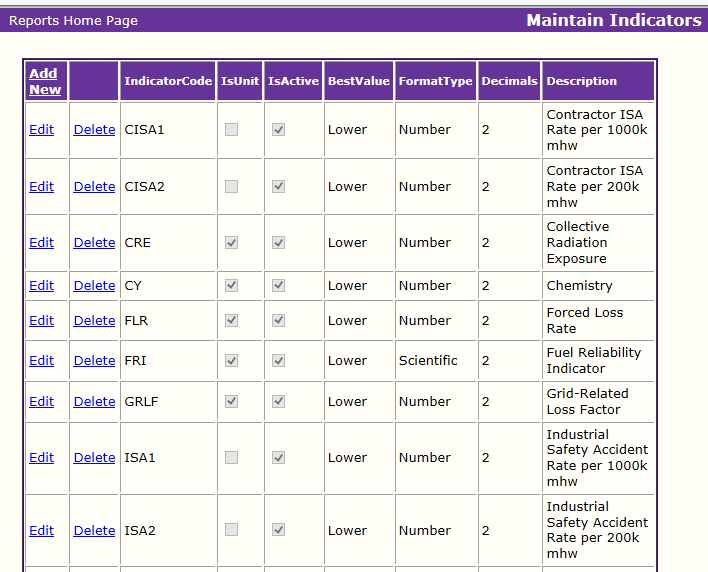 Reports Home Page
Maintain Indicators
Add New IndicatorCode IsUnit IsActive BestValue FormatType Decimals Description
Edit Delete CISA1 Lower Number 2 Contractor ISA Rate per 1000k mhw
Edit Delete CISA2 Lower Number 2 Contractor ISA Rate per 200k mhw
Edit Delete CRE Lower Number 2 Collective Radiation Exposure
Edit Delete CY Lower Number 2 Chemistry
Edit Delete FLR Lower Number 2 Forced Loss Rate
Edit Delete FRI Lower Scientific 2 Fuel Reliability Indicator
Edit Delete GRLF Lower Number 2 Grid-Related Loss Factor
Edit Delete ISA1 Lower Number 2 Industrial Safety Accident Rate per 1000k mhw
Edit Delete ISA2 Lower Number 2 Industrial Safety Accident Rate per 200k mhw